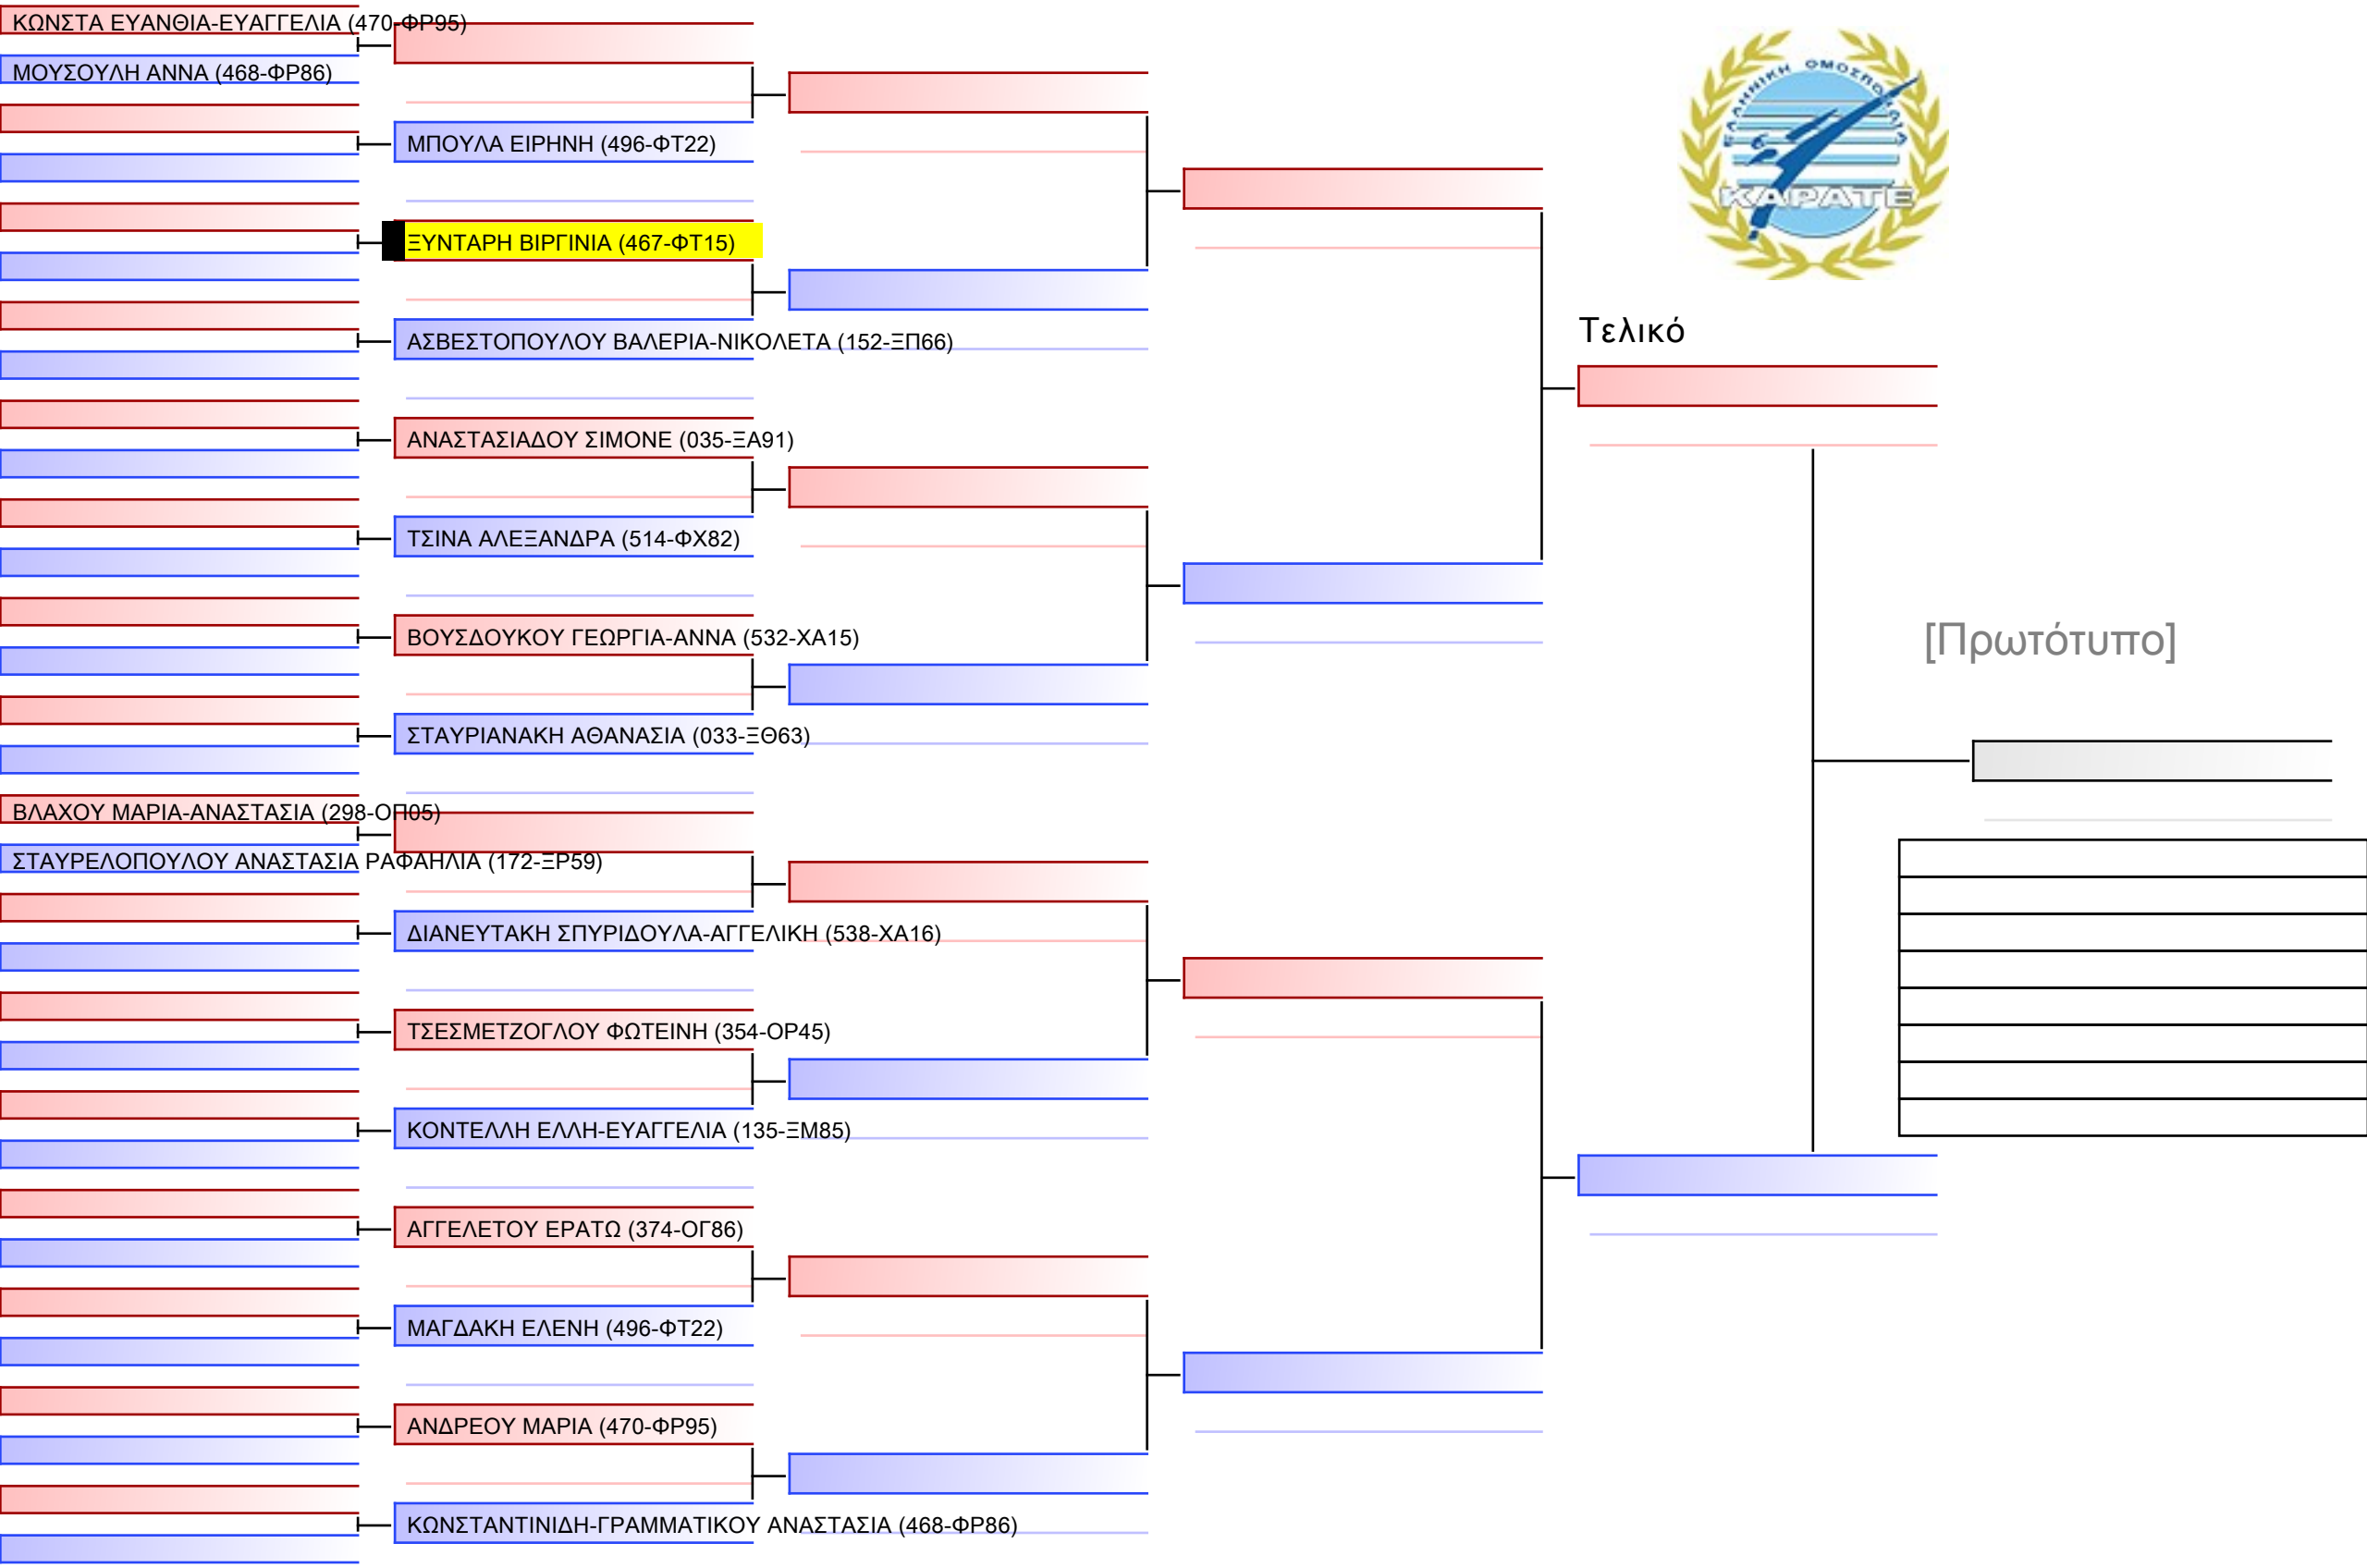 ΚΩΝΣΤΑ ΕΥΑΝΘΙΑ-ΕΥΑΓΓΕΛΙΑ (470-ΦΡ95)
ΜΟΥΣΟΥΛΗ ΑΝΝΑ (468-ΦΡ86)
ΜΠΟΥΛΑ ΕΙΡΗΝΗ (496-ΦΤ22)
ΞΥΝΤΑΡΗ ΒΙΡΓΙΝΙΑ (467-ΦΤ15)
ΑΣΒΕΣΤΟΠΟΥΛΟΥ ΒΑΛΕΡΙΑ-ΝΙΚΟΛΕΤΑ (152-ΞΠ66)
ΑΝΑΣΤΑΣΙΑΔΟΥ ΣΙΜΟΝΕ (035-ΞΑ91)
ΤΣΙΝΑ ΑΛΕΞΑΝΔΡΑ (514-ΦΧ82)
ΒΟΥΣΔΟΥΚΟΥ ΓΕΩΡΓΙΑ-ΑΝΝΑ (532-ΧΑ15)
ΣΤΑΥΡΙΑΝΑΚΗ ΑΘΑΝΑΣΙΑ (033-ΞΘ63)
ΒΛΑΧΟΥ ΜΑΡΙΑ-ΑΝΑΣΤΑΣΙΑ (298-ΟΠ05)
ΣΤΑΥΡΕΛΟΠΟΥΛΟΥ ΑΝΑΣΤΑΣΙΑ ΡΑΦΑΗΛΙΑ (172-ΞΡ59)
ΔΙΑΝΕΥΤΑΚΗ ΣΠΥΡΙΔΟΥΛΑ-ΑΓΓΕΛΙΚΗ (538-ΧΑ16)
ΤΣΕΣΜΕΤΖΟΓΛΟΥ ΦΩΤΕΙΝΗ (354-ΟΡ45)
ΚΟΝΤΕΛΛΗ ΕΛΛΗ-ΕΥΑΓΓΕΛΙΑ (135-ΞΜ85)
ΑΓΓΕΛΕΤΟΥ ΕΡΑΤΩ (374-ΟΓ86)
ΜΑΓΔΑΚΗ ΕΛΕΝΗ (496-ΦΤ22)
ΑΝΔΡΕΟΥ ΜΑΡΙΑ (470-ΦΡ95)
ΚΩΝΣΤΑΝΤΙΝΙΔΗ-ΓΡΑΜΜΑΤΙΚΟΥ ΑΝΑΣΤΑΣΙΑ (468-ΦΡ86)
ΕΛΛΗΝΙΚΗ ΟΜΟΣΠΟΝΔΙΑ
ΚΑΡΑΤΕ
Τελικό
[Πρωτότυπο]